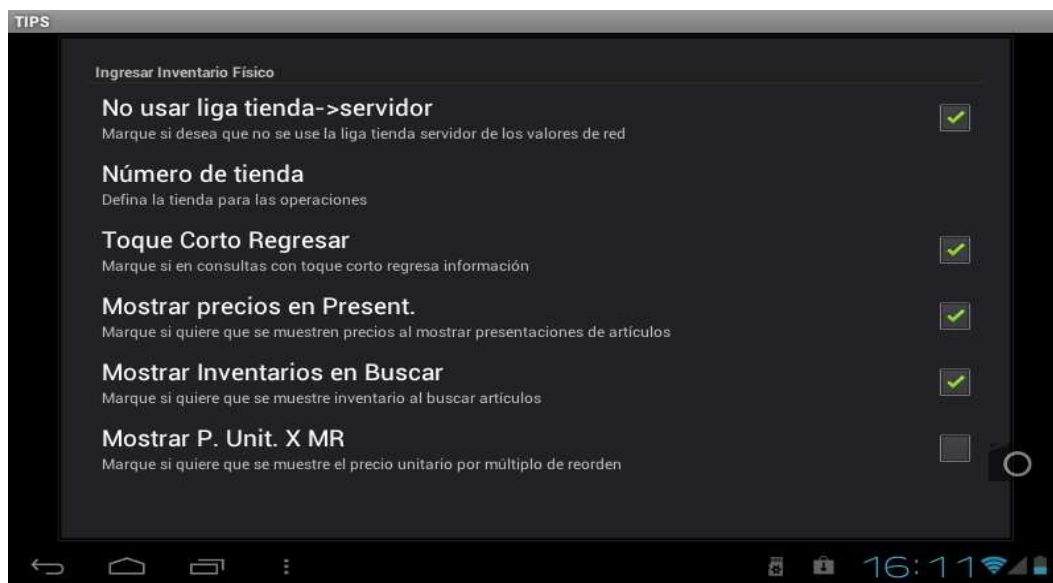 TIPS
Ingresar Inventario Físico
No usar liga tienda->servidor
Marque si desea que no se use la liga tienda servidor de los valores de red
Número de tienda
Defina la tienda para las operaciones
Toque Corto Regresar
Marque si en consultas con toque corto regresa información
Mostrar precios en Present.
Marque si quiere que se muestren precios al mostrar presentaciones de artículos
Mostrar Inventarios en Buscar
Marque si quiere que se muestre inventario al buscar artículos
Mostrar P. Unit. X MR
Marque si quiere que se muestre el precio unitario por múltiplo de reorden
16:11